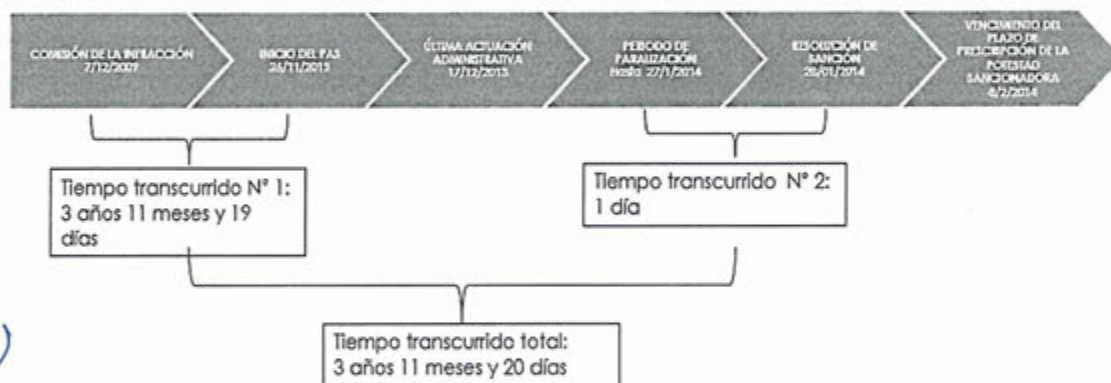 COMISIÓN DE LA INFRACCIÓN
7/12/2009
INICIO DEL PAS
26/11/2013
ÚLTIMA ACTUACIÓN
ADMINISTRATIVA
17/12/2013
PERIODO DE
PARALIZACIÓN
Hasta 27/1/2014
RESOLUCIÓN DE
SANCIÓN
28/01/2014
VENCIMIENTO DEL
PLAZO DE
PRESCRIPCIÓN DE LA
POTESTAD
SANCIONADORA
8/2/2014
Tiempo transcurrido N° 1:
3 años 11 meses y 19
días
Tiempo transcurrido N° 2:
1 día
Tiempo transcurrido total:
3 años 11 meses y 20 días